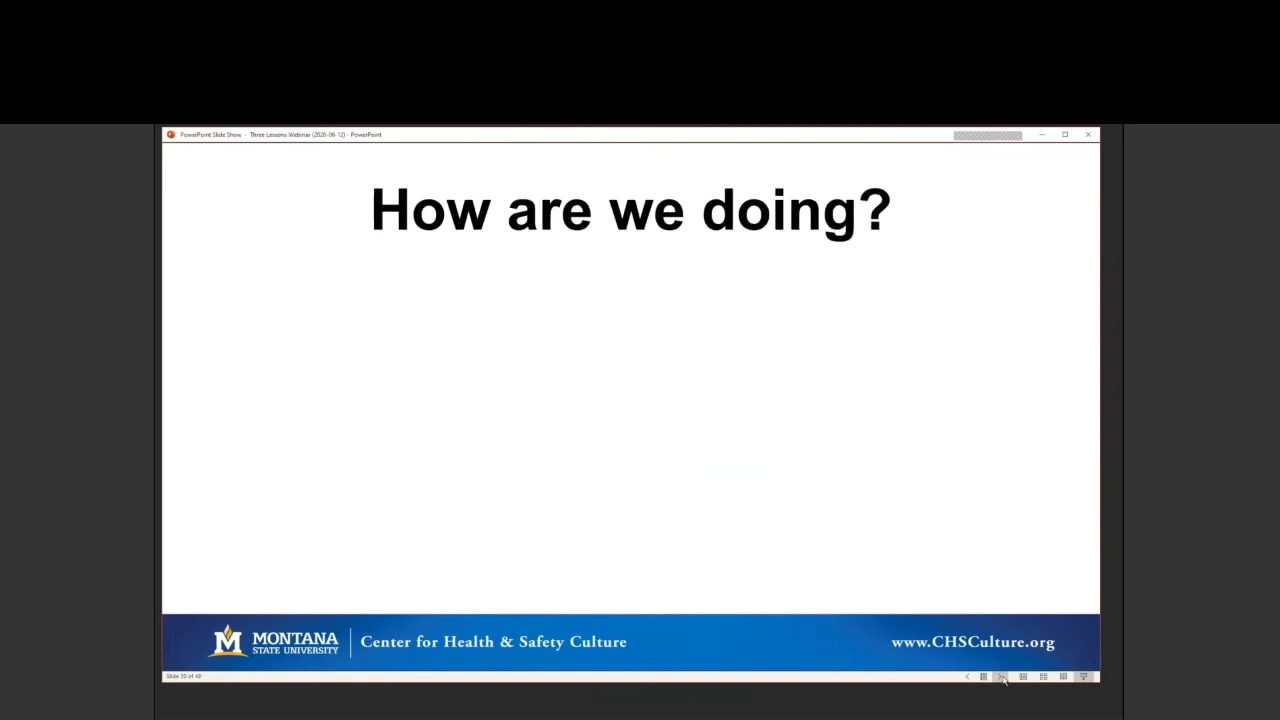 PowerPoint Slide Show - Three Lessons Webinar (2020-06-12) - PowerPoint
How are we doing?
M MONTANA
STATE UNIVERSITY
Center for Health & Safety Culture
www.CHSCulture.org
Slide 20 of 49